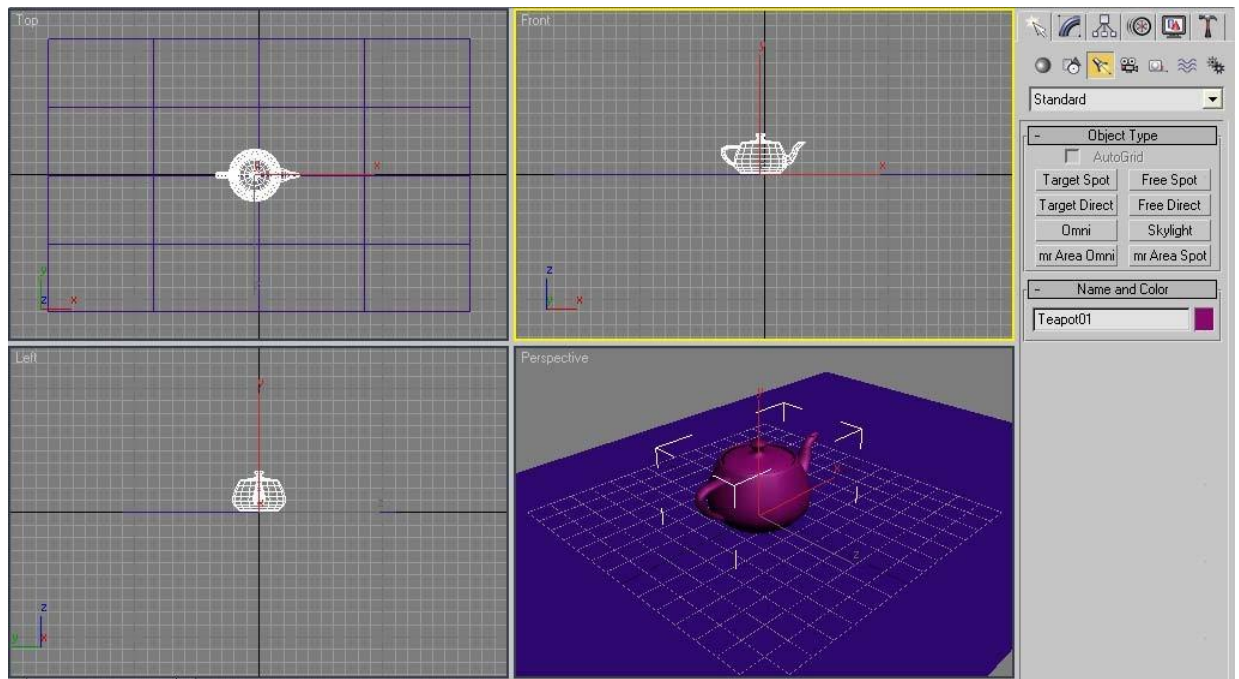 Top
x
y
z x
Front
y
x
z
y x
Left
y
x
z
z
y x
Perspective
y
x
z
Standard
- Object Type
AutoGrid
Target Spot Free Spot
Target Direct Free Direct
Omni Skylight
mr Area Omni mr Area Spot
- Name and Color
Teapot01